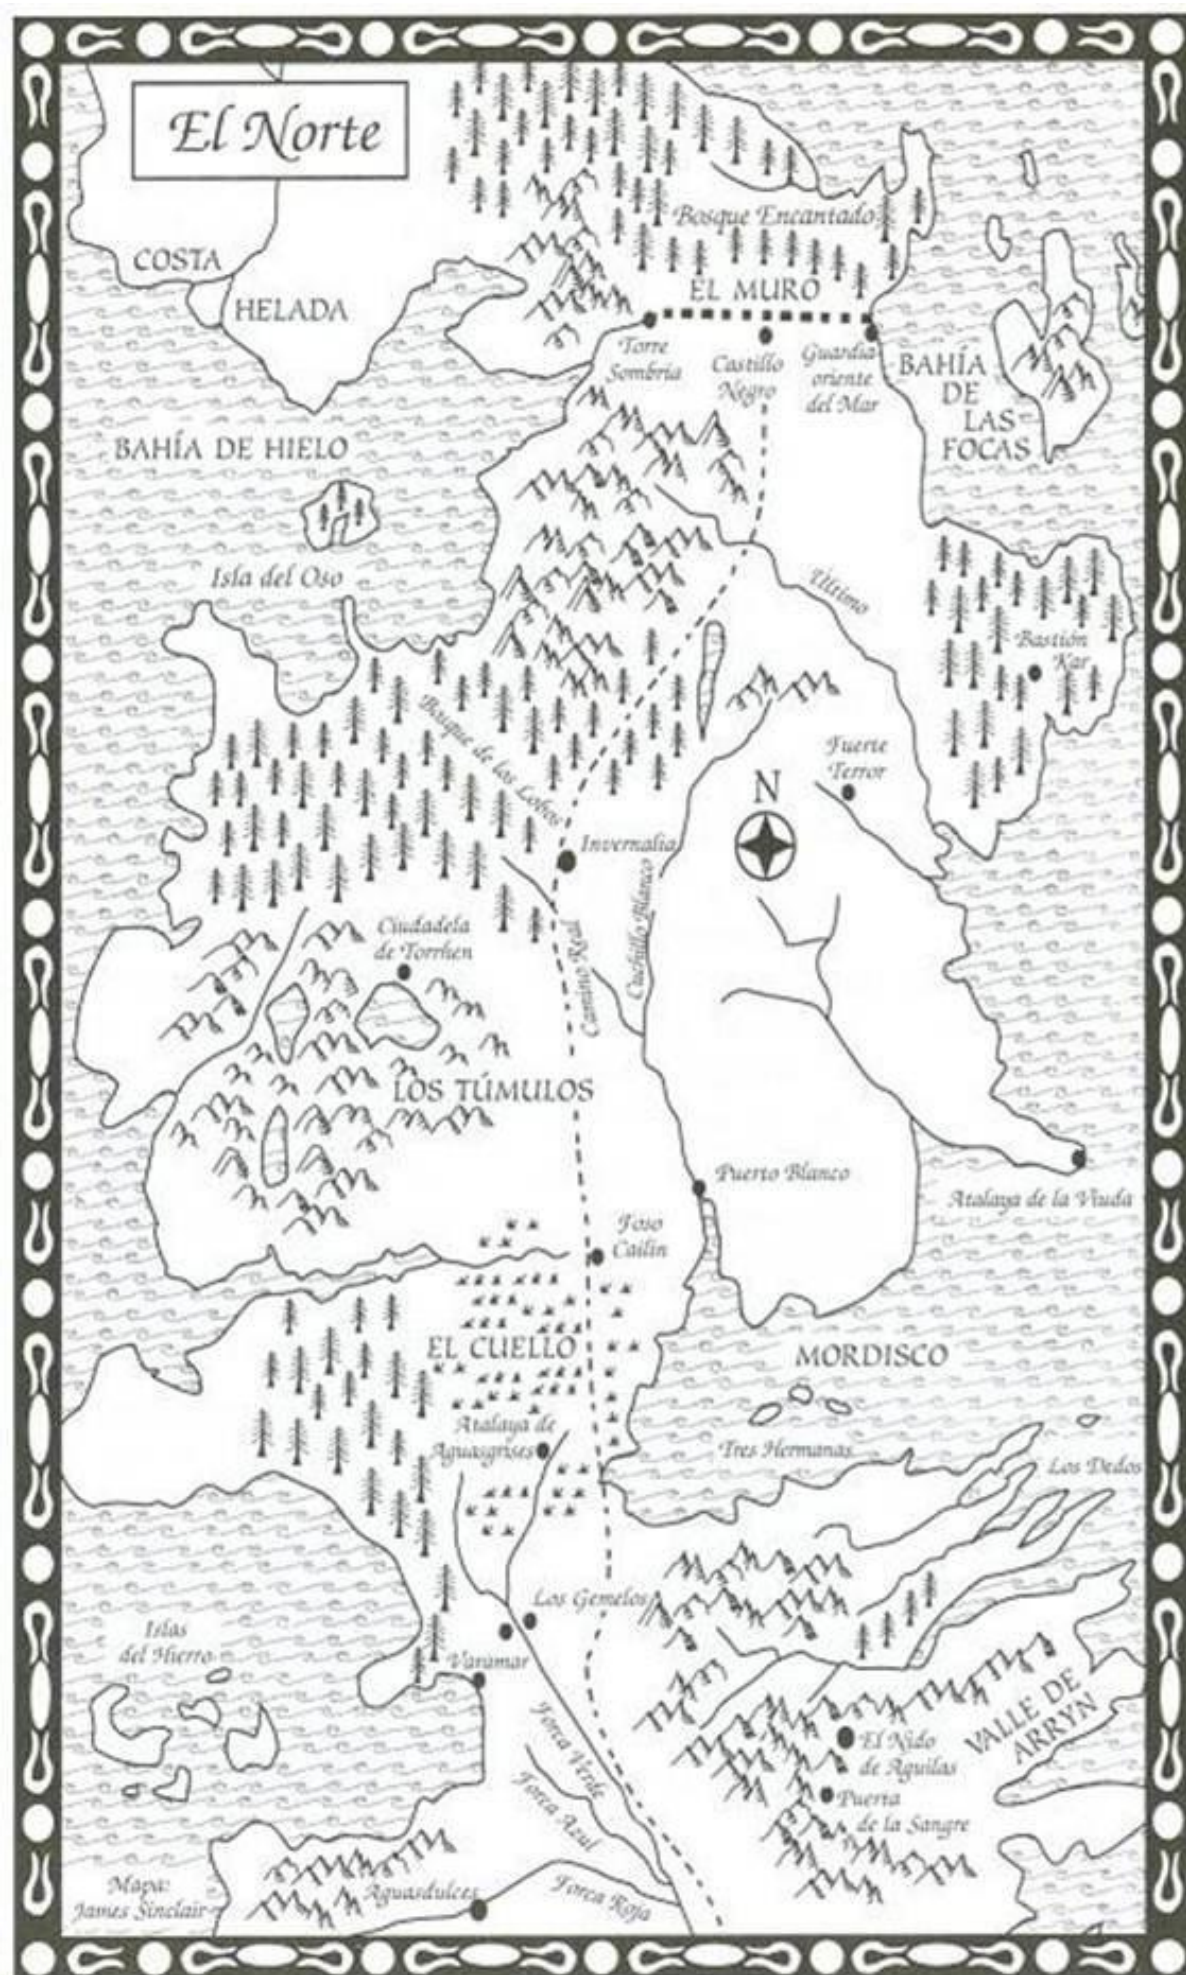 El Norte
Bosque Encantado
COSTA
HELADA
EL MURO
Torre
Sombría
Castillo
Negro
Guardia
oriente
del Mar
BAHÍA
DE
LAS
FOCAS
BAHÍA DE HIELO
Isla del Oso
Último
Bastión
Kar
Bosque de los Lobos
Fuerte
Terror
N
Invernalia
Cuchillo Blanco
Camino Real
Ciudadela
de Torrhen
LOS TÚMULOS
Puerto Blanco
Atalaya de la Viuda
Foso
Cailin
EL CUELLO
MORDISCO
Atalaya de
Aguasgrises
Tres Hermanas
Los Dedos
Los Gemelos
Islas
del Hierro
Varamar
Forca Verde
Forca Azul
VALLE DE
ARRYN
El Nido
de Águilas
Puerta
de la Sangre
Mapa:
James Sinclair
Aguasdulces
Forca Roja